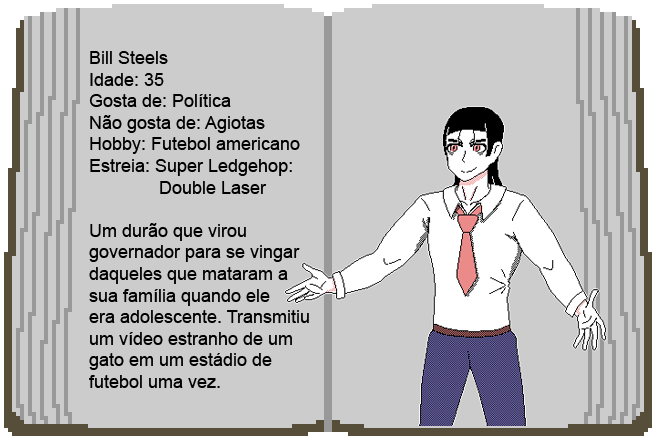 Bill Steels
Idade: 35
Gosta de: Política
Não gosta de: Agiotas
Hobby: Futebol americano
Estreia: Super Ledgehop:
Double Laser
Um durão que virou
governador para se vingar
daqueles que mataram a
sua família quando ele
era adolescente. Transmitiu
um vídeo estranho de um
gato em um estádio de
futebol uma vez.